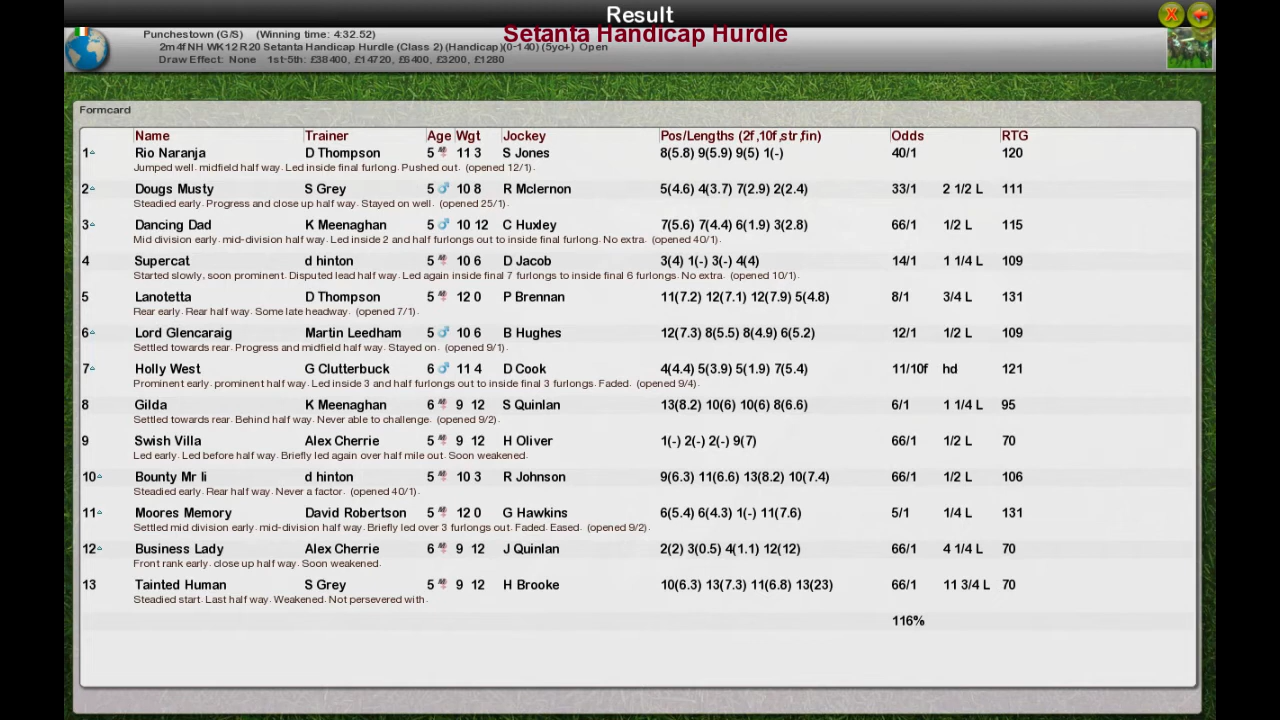 Result
Setanta Handicap Hurdle
Punchestown (G/S) (Winning time: 4:32.52)
2m4f NH WK12 R20 Setanta Handicap Hurdle (Class 2) (Handicap)(0-140) (5yo+) Open
Draw Effect: None 1st-5th: £38400, £14720, £6400, £3200, £1280
Formcard
Name Trainer Age Wgt Jockey Pos/Lengths (2f,10f,str,fin) Odds RTG
1 Rio Naranja D Thompson 5 11 3 S Jones 8(5.8) 9(5.9) 9(5) 1(-) 40/1 120
Jumped well. midfield half way. Led inside final furlong. Pushed out. (opened 12/1).
2 Dougs Musty S Grey 5 10 8 R Mclernon 5(4.6) 4(3.7) 7(2.9) 2(2.4) 33/1 2 1/2 L 111
Steadied early. Progress and close up half way. Stayed on well. (opened 25/1).
3 Dancing Dad K Meenaghan 5 10 12 C Huxley 7(5.6) 7(4.4) 6(1.9) 3(2.8) 66/1 1/2 L 115
Mid division early. mid-division half way. Led inside 2 and half furlongs out to inside final furlong. No extra. (opened 40/1).
4 Supercat d hinton 5 10 6 D Jacob 3(4) 1(-) 3(-) 4(4) 14/1 1 1/4 L 109
Started slowly, soon prominent. Disputed lead half way. Led again inside final 7 furlongs to inside final 6 furlongs. No extra. (opened 10/1).
5 Lanotetta D Thompson 5 12 0 P Brennan 11(7.2) 12(7.1) 12(7.9) 5(4.8) 8/1 3/4 L 131
Rear early. Rear half way. Some late headway. (opened 7/1).
6 Lord Glencaraig Martin Leedham 5 10 6 B Hughes 12(7.3) 8(5.5) 8(4.9) 6(5.2) 12/1 1/2 L 109
Settled towards rear. Progress and midfield half way. Stayed on. (opened 9/1).
7 Holly West G Clutterbuck 6 11 4 D Cook 4(4.4) 5(3.9) 5(1.9) 7(5.4) 11/10f hd 121
Prominent early. prominent half way. Led inside 3 and half furlongs out to inside final 3 furlongs. Faded. (opened 9/4).
8 Gilda K Meenaghan 6 9 12 S Quinlan 13(8.2) 10(6) 10(6) 8(6.6) 6/1 1 1/4 L 95
Settled towards rear. Behind half way. Never able to challenge. (opened 9/2).
9 Swish Villa Alex Cherrie 5 9 12 H Oliver 1(-) 2(-) 2(-) 9(7) 66/1 1/2 L 70
Led early. Led before half way. Briefly led again over half mile out. Soon weakened.
10 Bounty Mr Ii d hinton 5 10 3 R Johnson 9(6.3) 11(6.6) 13(8.2) 10(7.4) 66/1 1/2 L 106
Steadied early. Rear half way. Never a factor. (opened 40/1).
11 Moores Memory David Robertson 5 12 0 G Hawkins 6(5.4) 6(4.3) 1(-) 11(7.6) 5/1 1/4 L 131
Settled mid division early. mid-division half way. Briefly led over 3 furlongs out. Faded. Eased. (opened 9/2).
12 Business Lady Alex Cherrie 6 9 12 J Quinlan 2(2) 3(0.5) 4(1.1) 12(12) 66/1 4 1/4 L 70
Front rank early. close up half way. Soon weakened.
13 Tainted Human S Grey 5 9 12 H Brooke 10(6.3) 13(7.3) 11(6.8) 13(23) 66/1 11 3/4 L 70
Steadied start. Last half way. Weakened. Not persevered with.
116%